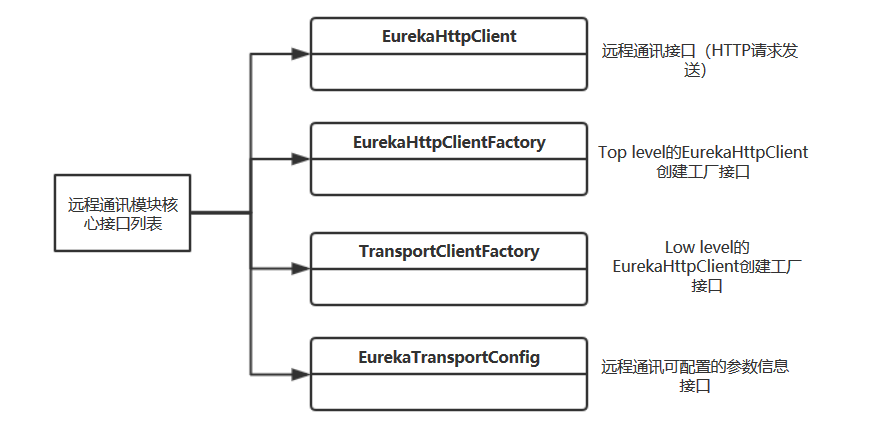 EurekaHttpClient
远程通讯接口（HTTP请求发
送）
EurekaHttpClientFactory
Top level的EurekaHttpClient
创建工厂接口
远程通讯模块核
心接口列表
TransportClientFactory
Low level的
EurekaHttpClient创建工厂
接口
EurekaTransportConfig
远程通讯可配置的参数信息
接口